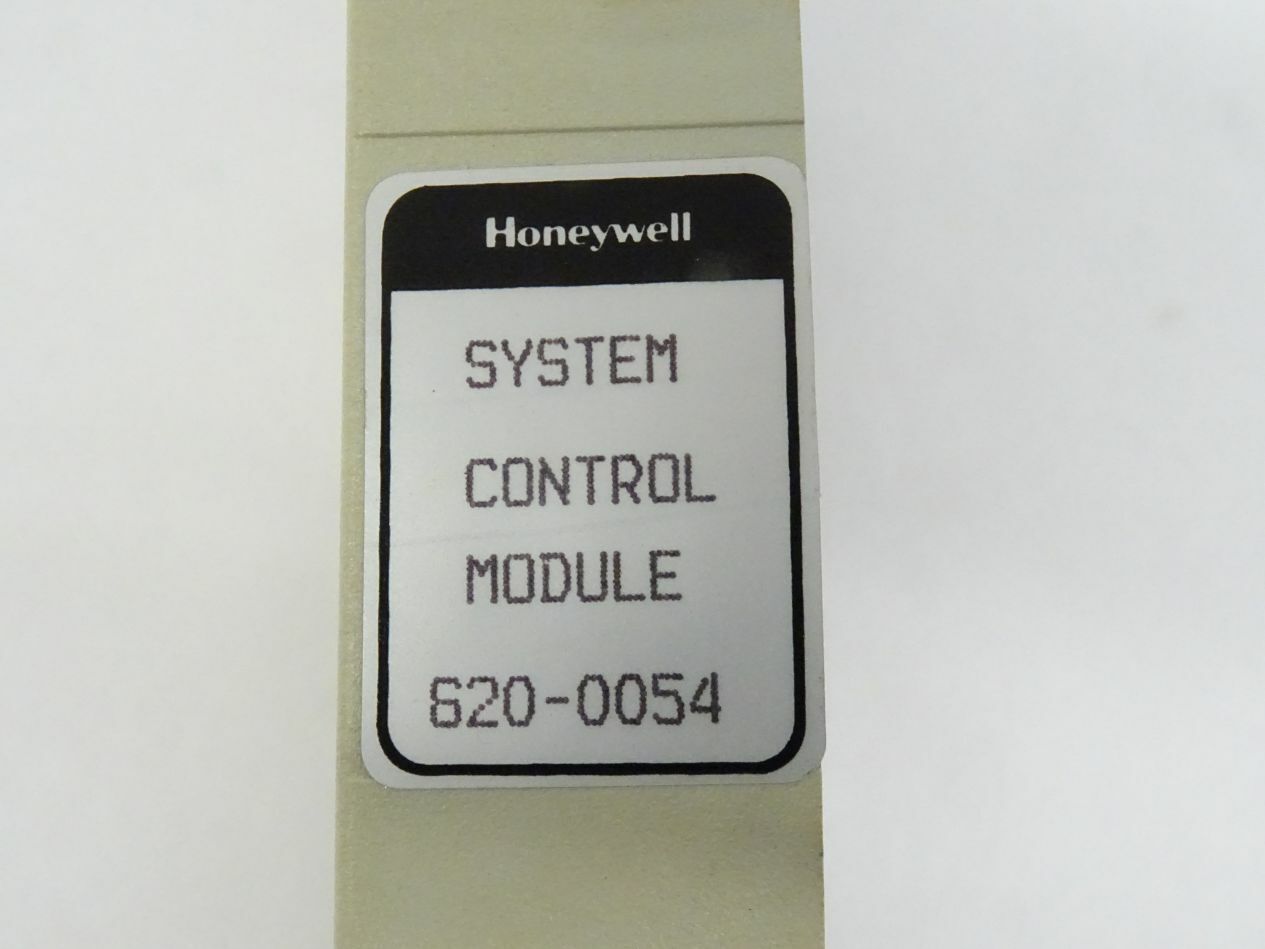 Honeywell
SYSTEM
CONTROL
MODULE
620-0054